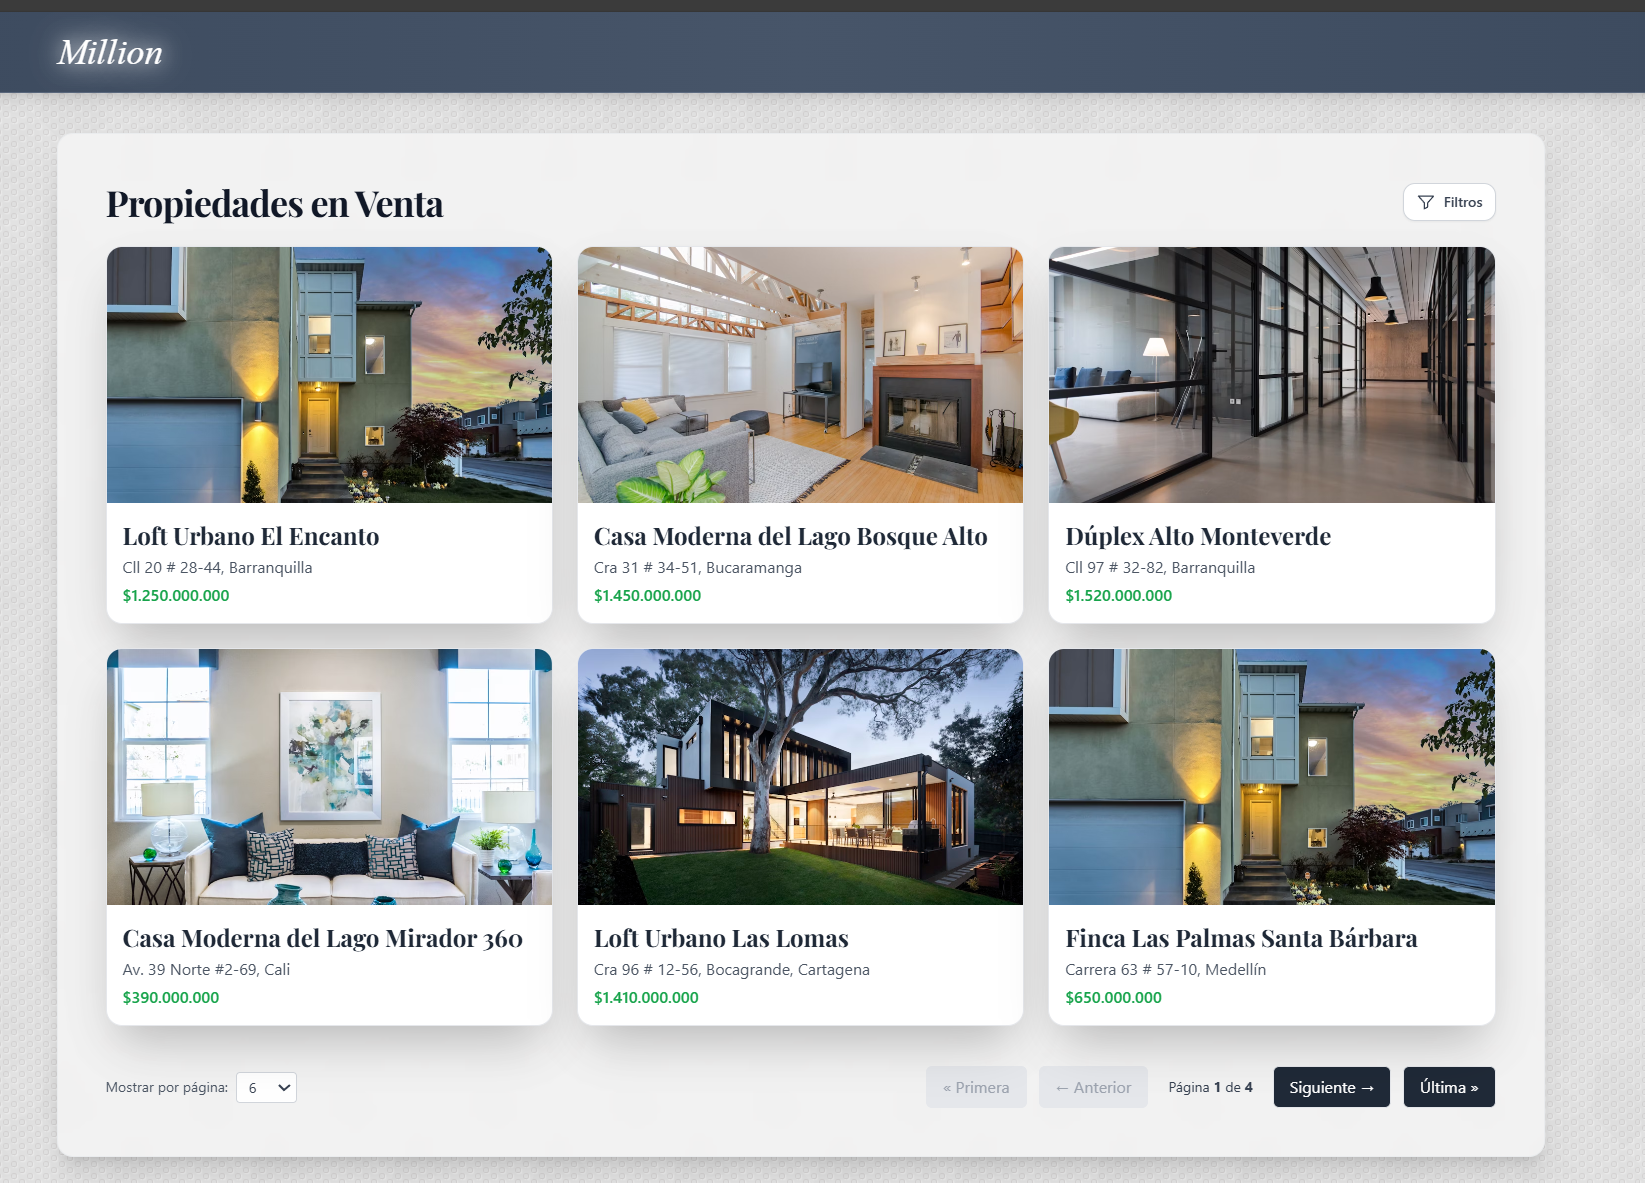 Million
Propiedades en Venta
Filtros
Loft Urbano El Encanto
Cll 20 # 28-44, Barranquilla
$1.250.000.000
Casa Moderna del Lago Bosque Alto
Cra 31 # 34-51, Bucaramanga
$1.450.000.000
Dúplex Alto Monteverde
Cll 97 # 32-82, Barranquilla
$1.520.000.000
Casa Moderna del Lago Mirador 360
Av. 39 Norte #2-69, Cali
$390.000.000
Loft Urbano Las Lomas
Cra 96 # 12-56, Bocagrande, Cartagena
$1.410.000.000
Finca Las Palmas Santa Bárbara
Carrera 63 # 57-10, Medellín
$650.000.000
Mostrar por página: 6
« Primera
← Anterior
Página 1 de 4
Siguiente →
Última »